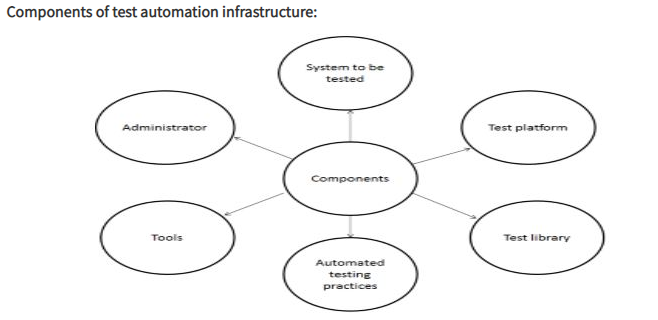 Components of test automation infrastructure:
System to be
tested
Administrator
Test platform
Components
Tools
Test library
Automated
testing
practices